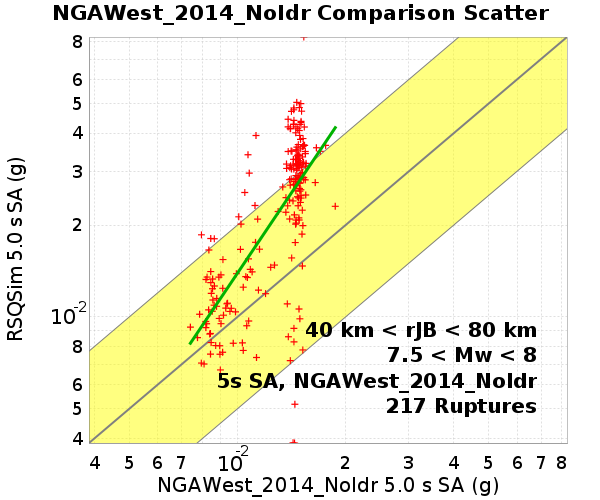 NGAWest_2014_NoIdr Comparison Scatter
RSQSim 5.0 s SA (g)
8
6
5
4
3
2
10^-2
8
6
5
4
40 km < rJB < 80 km
7.5 < Mw < 8
5s SA, NGAWest_2014_NoIdr
217 Ruptures
4 5 6 7 10^-2 2 3 4 5 6 7 8
NGAWest_2014_NoIdr 5.0 s SA (g)